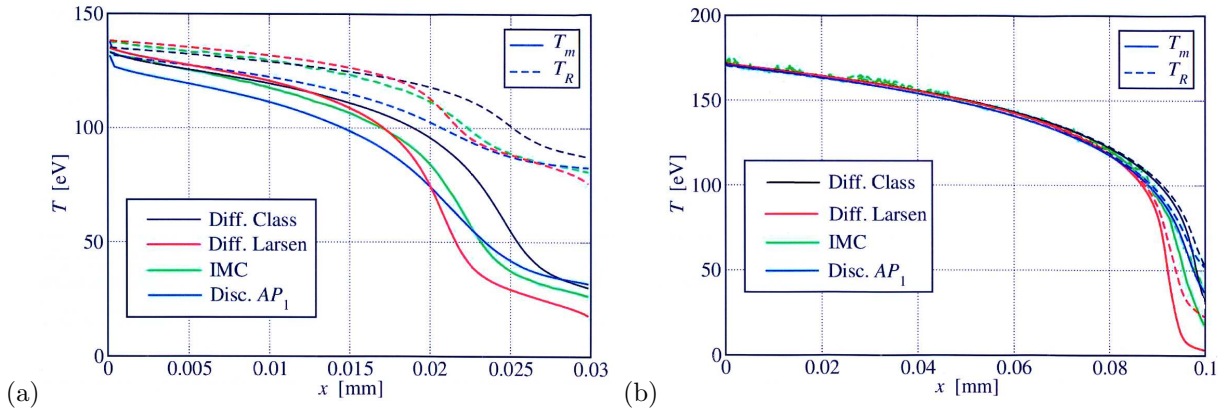 150
100
50
0
T [eV]
T_m
T_R
Diff. Class
Diff. Larsen
IMC
Disc. AP_1
0 0.005 0.01 0.015 0.02 0.025 0.03
x [mm]
(a)
200
150
100
50
0
T [eV]
T_m
T_R
Diff. Class
Diff. Larsen
IMC
Disc. AP_1
0 0.02 0.04 0.06 0.08 0.1
x [mm]
(b)